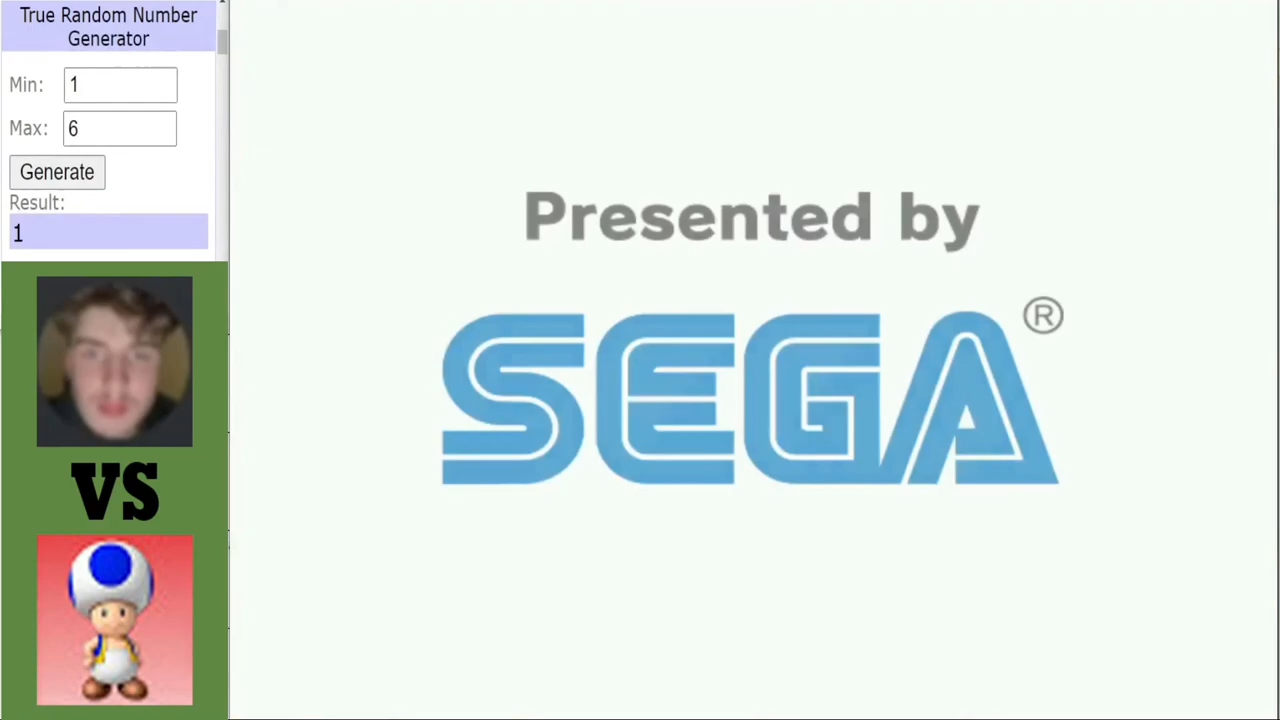 True Random Number
Generator
Min: 1
Max: 6
Generate
Result:
1
VS
Presented by
SEGA®